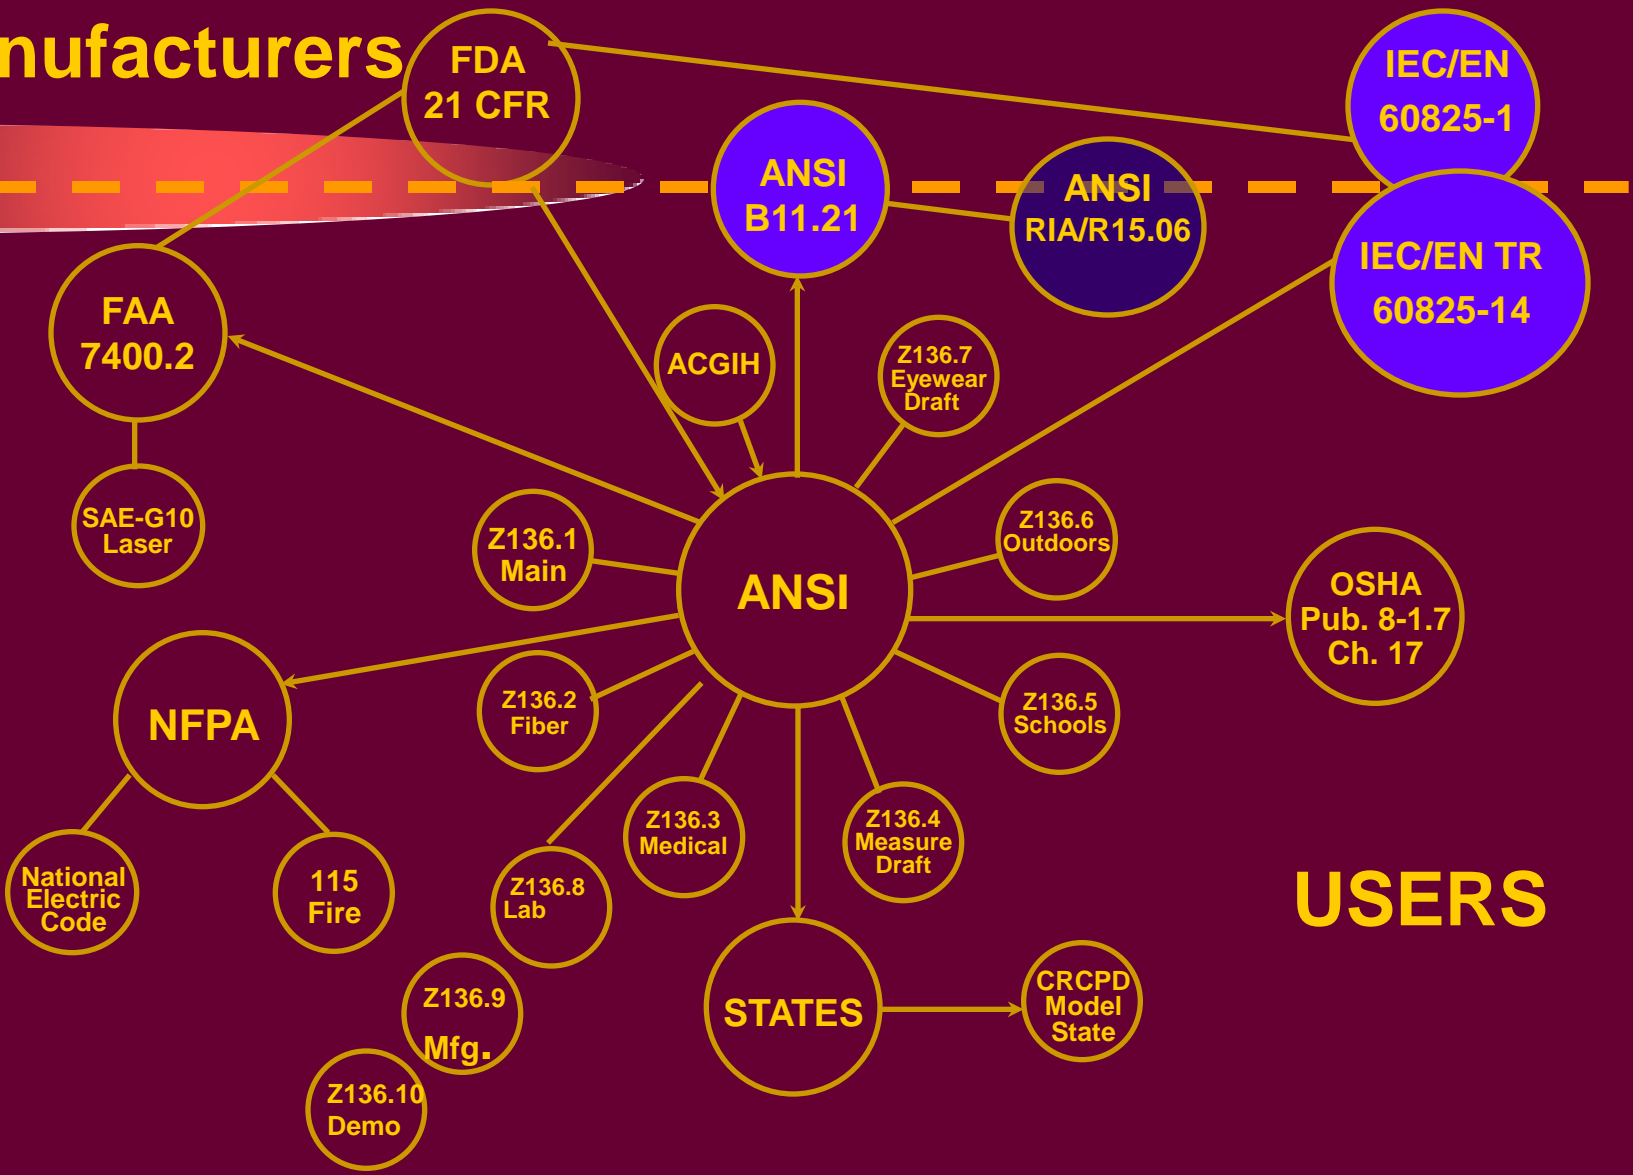 nufacturers
FDA
21 CFR
IEC/EN
60825-1
ANSI
B11.21
ANSI
RIA/R15.06
IEC/EN TR
60825-14
FAA
7400.2
ACGIH
Z136.7
Eyewear
Draft
SAE-G10
Laser
Z136.1
Main
ANSI
Z136.6
Outdoors
OSHA
Pub. 8-1.7
Ch. 17
NFPA
Z136.2
Fiber
Z136.5
Schools
Z136.3
Medical
Z136.4
Measure
Draft
National
Electric
Code
115
Fire
Z136.8
Lab
USERS
Z136.9
Mfg.
STATES
CRCPD
Model
State
Z136.10
Demo